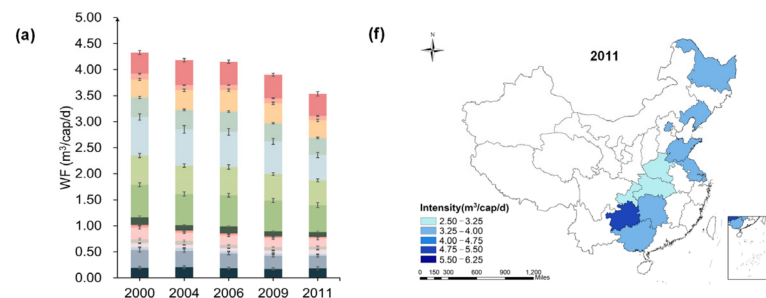 (a)
WF (m³/cap/d)
5.00
4.50
4.00
3.50
3.00
2.50
2.00
1.50
1.00
0.50
0.00
2000 2004 2006 2009 2011
(f)
N
2011
Intensity(m³/cap/d)
2.50 – 3.25
3.25 – 4.00
4.00 – 4.75
4.75 – 5.50
5.50 – 6.25
0 150 300 600 900 1,200
Miles